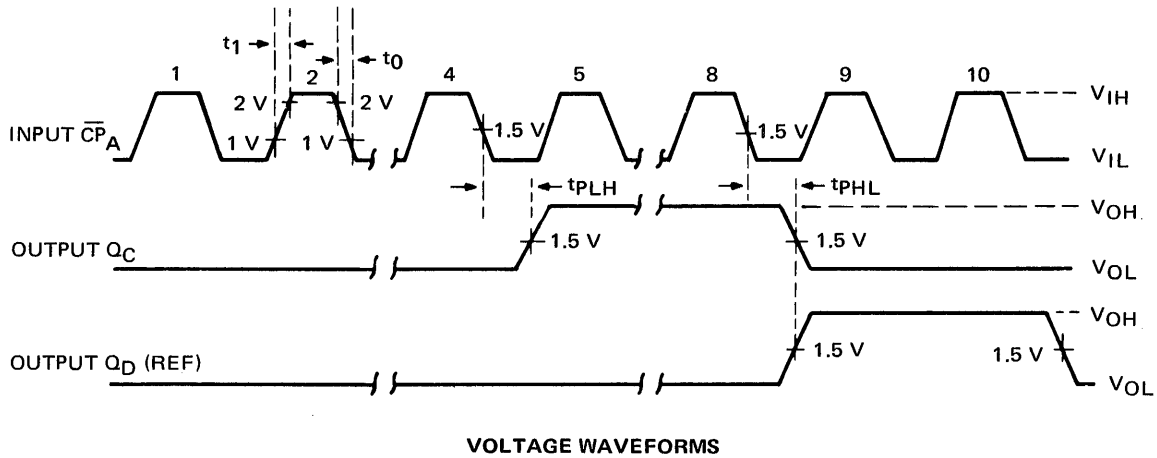 t1 t0
1 2 4 5 8 9 10
2 V 2 V VIH
INPUT C̅P̅A 1 V 1 V 1.5 V 1.5 V
VIL
tPLH tPHL
VOH
OUTPUT QC 1.5 V 1.5 V
VOL
VOH
OUTPUT QD (REF) 1.5 V 1.5 V
VOL
VOLTAGE WAVEFORMS